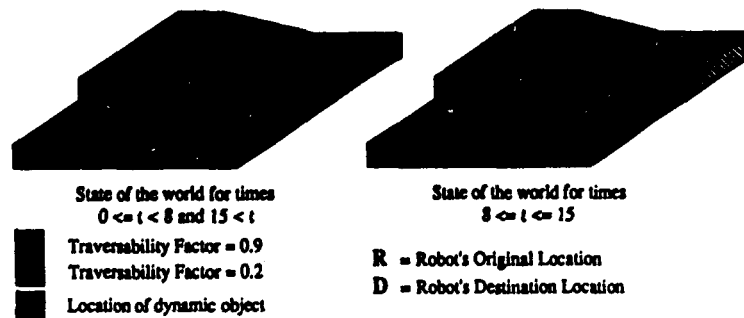 State of the world for times
0 <= t < 8 and 15 < t
Traversability Factor = 0.9
Traversability Factor = 0.2
Location of dynamic object
State of the world for times
8 <= t <= 15
R = Robot's Original Location
D = Robot's Destination Location